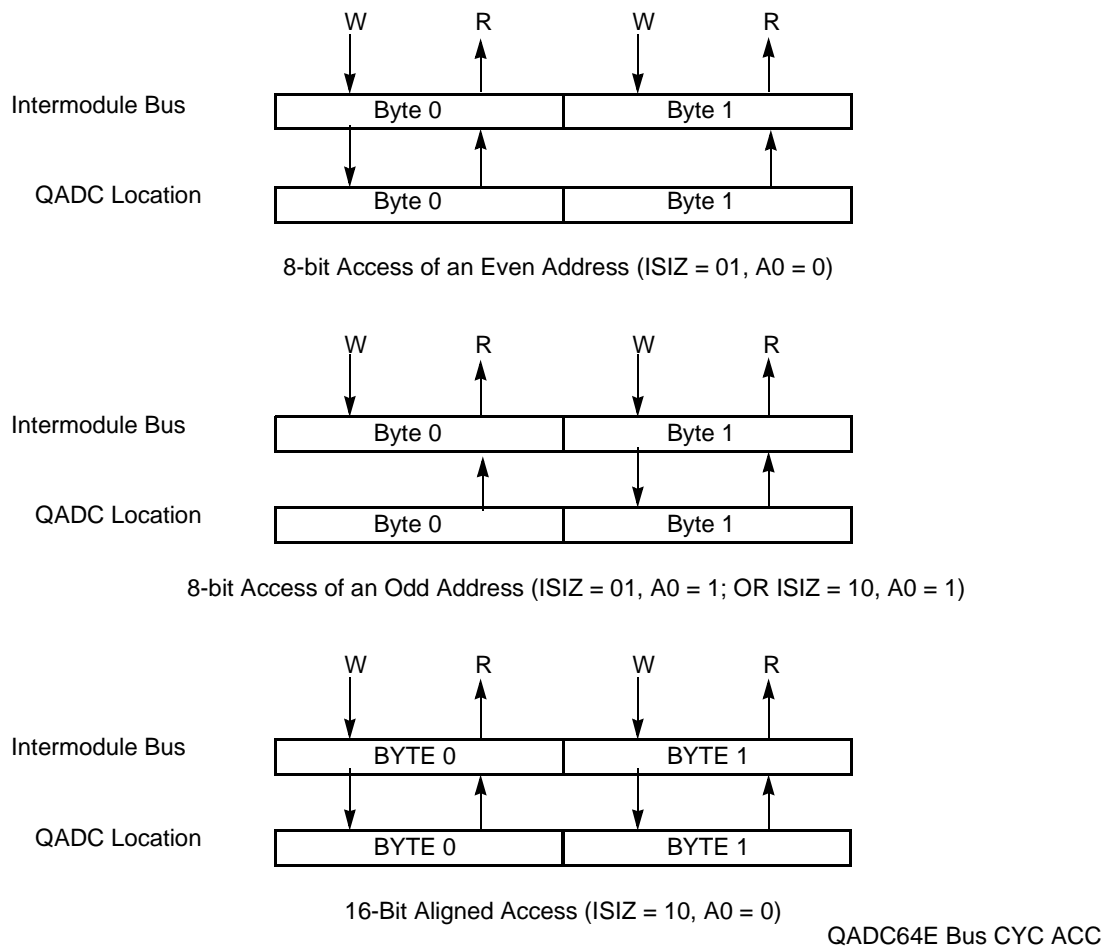 W R W R
Intermodule Bus Byte 0 Byte 1
QADC Location Byte 0 Byte 1
8-bit Access of an Even Address (ISIZ = 01, A0 = 0)
W R W R
Intermodule Bus Byte 0 Byte 1
QADC Location Byte 0 Byte 1
8-bit Access of an Odd Address (ISIZ = 01, A0 = 1; OR ISIZ = 10, A0 = 1)
W R W R
Intermodule Bus BYTE 0 BYTE 1
QADC Location BYTE 0 BYTE 1
16-Bit Aligned Access (ISIZ = 10, A0 = 0)
QADC64E Bus CYC ACC